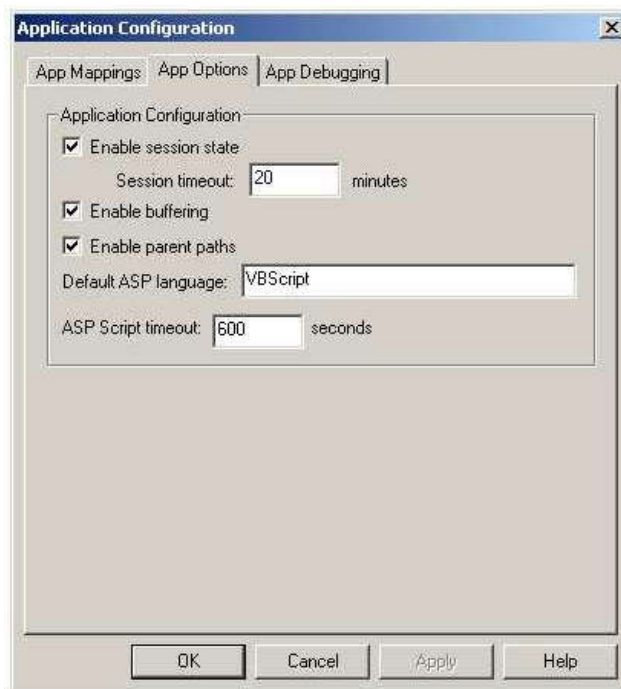 Application Configuration
App Mappings App Options App Debugging
Application Configuration
Enable session state
Session timeout: 20 minutes
Enable buffering
Enable parent paths
Default ASP language: VBScript
ASP Script timeout: 600 seconds
OK Cancel Apply Help